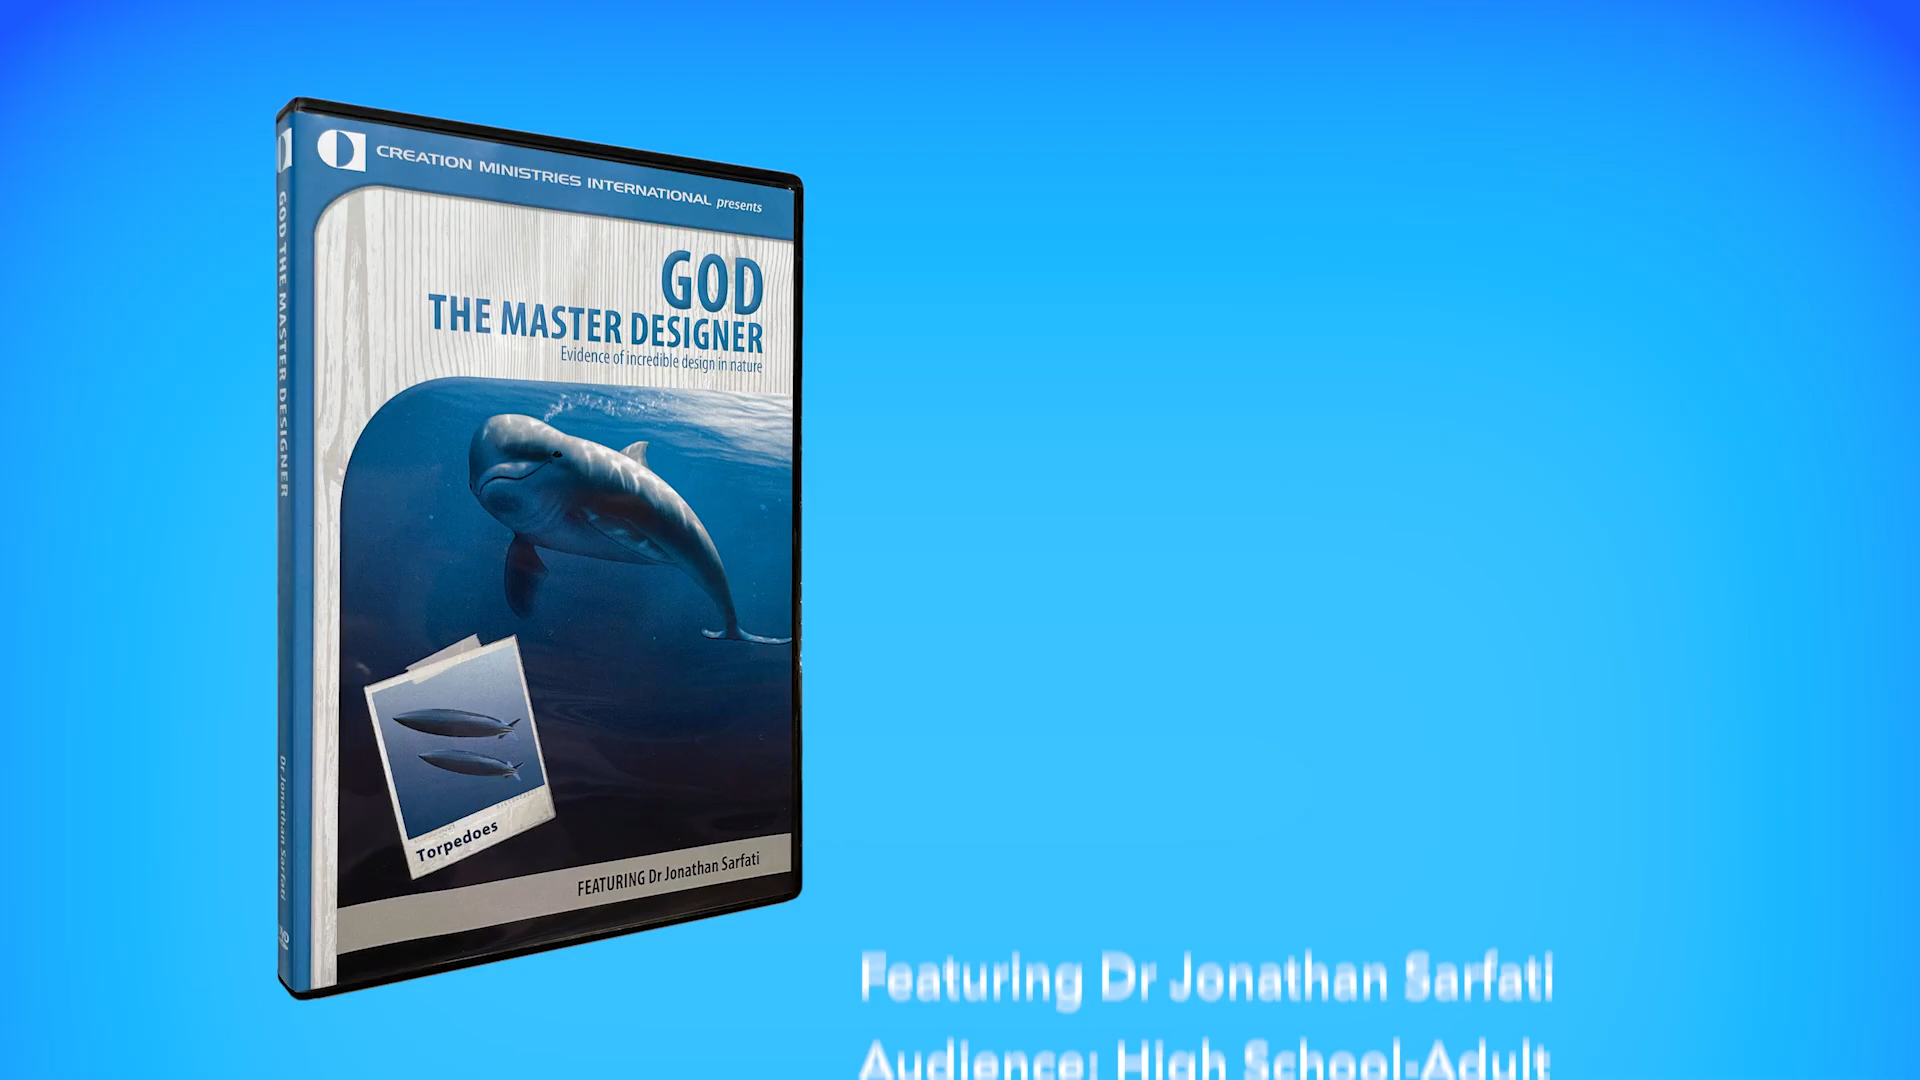 CREATION MINISTRIES INTERNATIONAL presents
GOD
THE MASTER DESIGNER
Evidence of incredible design in nature
Torpedoes
FEATURING Dr Jonathan Sarfati
GOD THE MASTER DESIGNER
Dr Jonathan Sarfati
Featuring Dr Jonathan Sarfati
Audience: High School-Adult